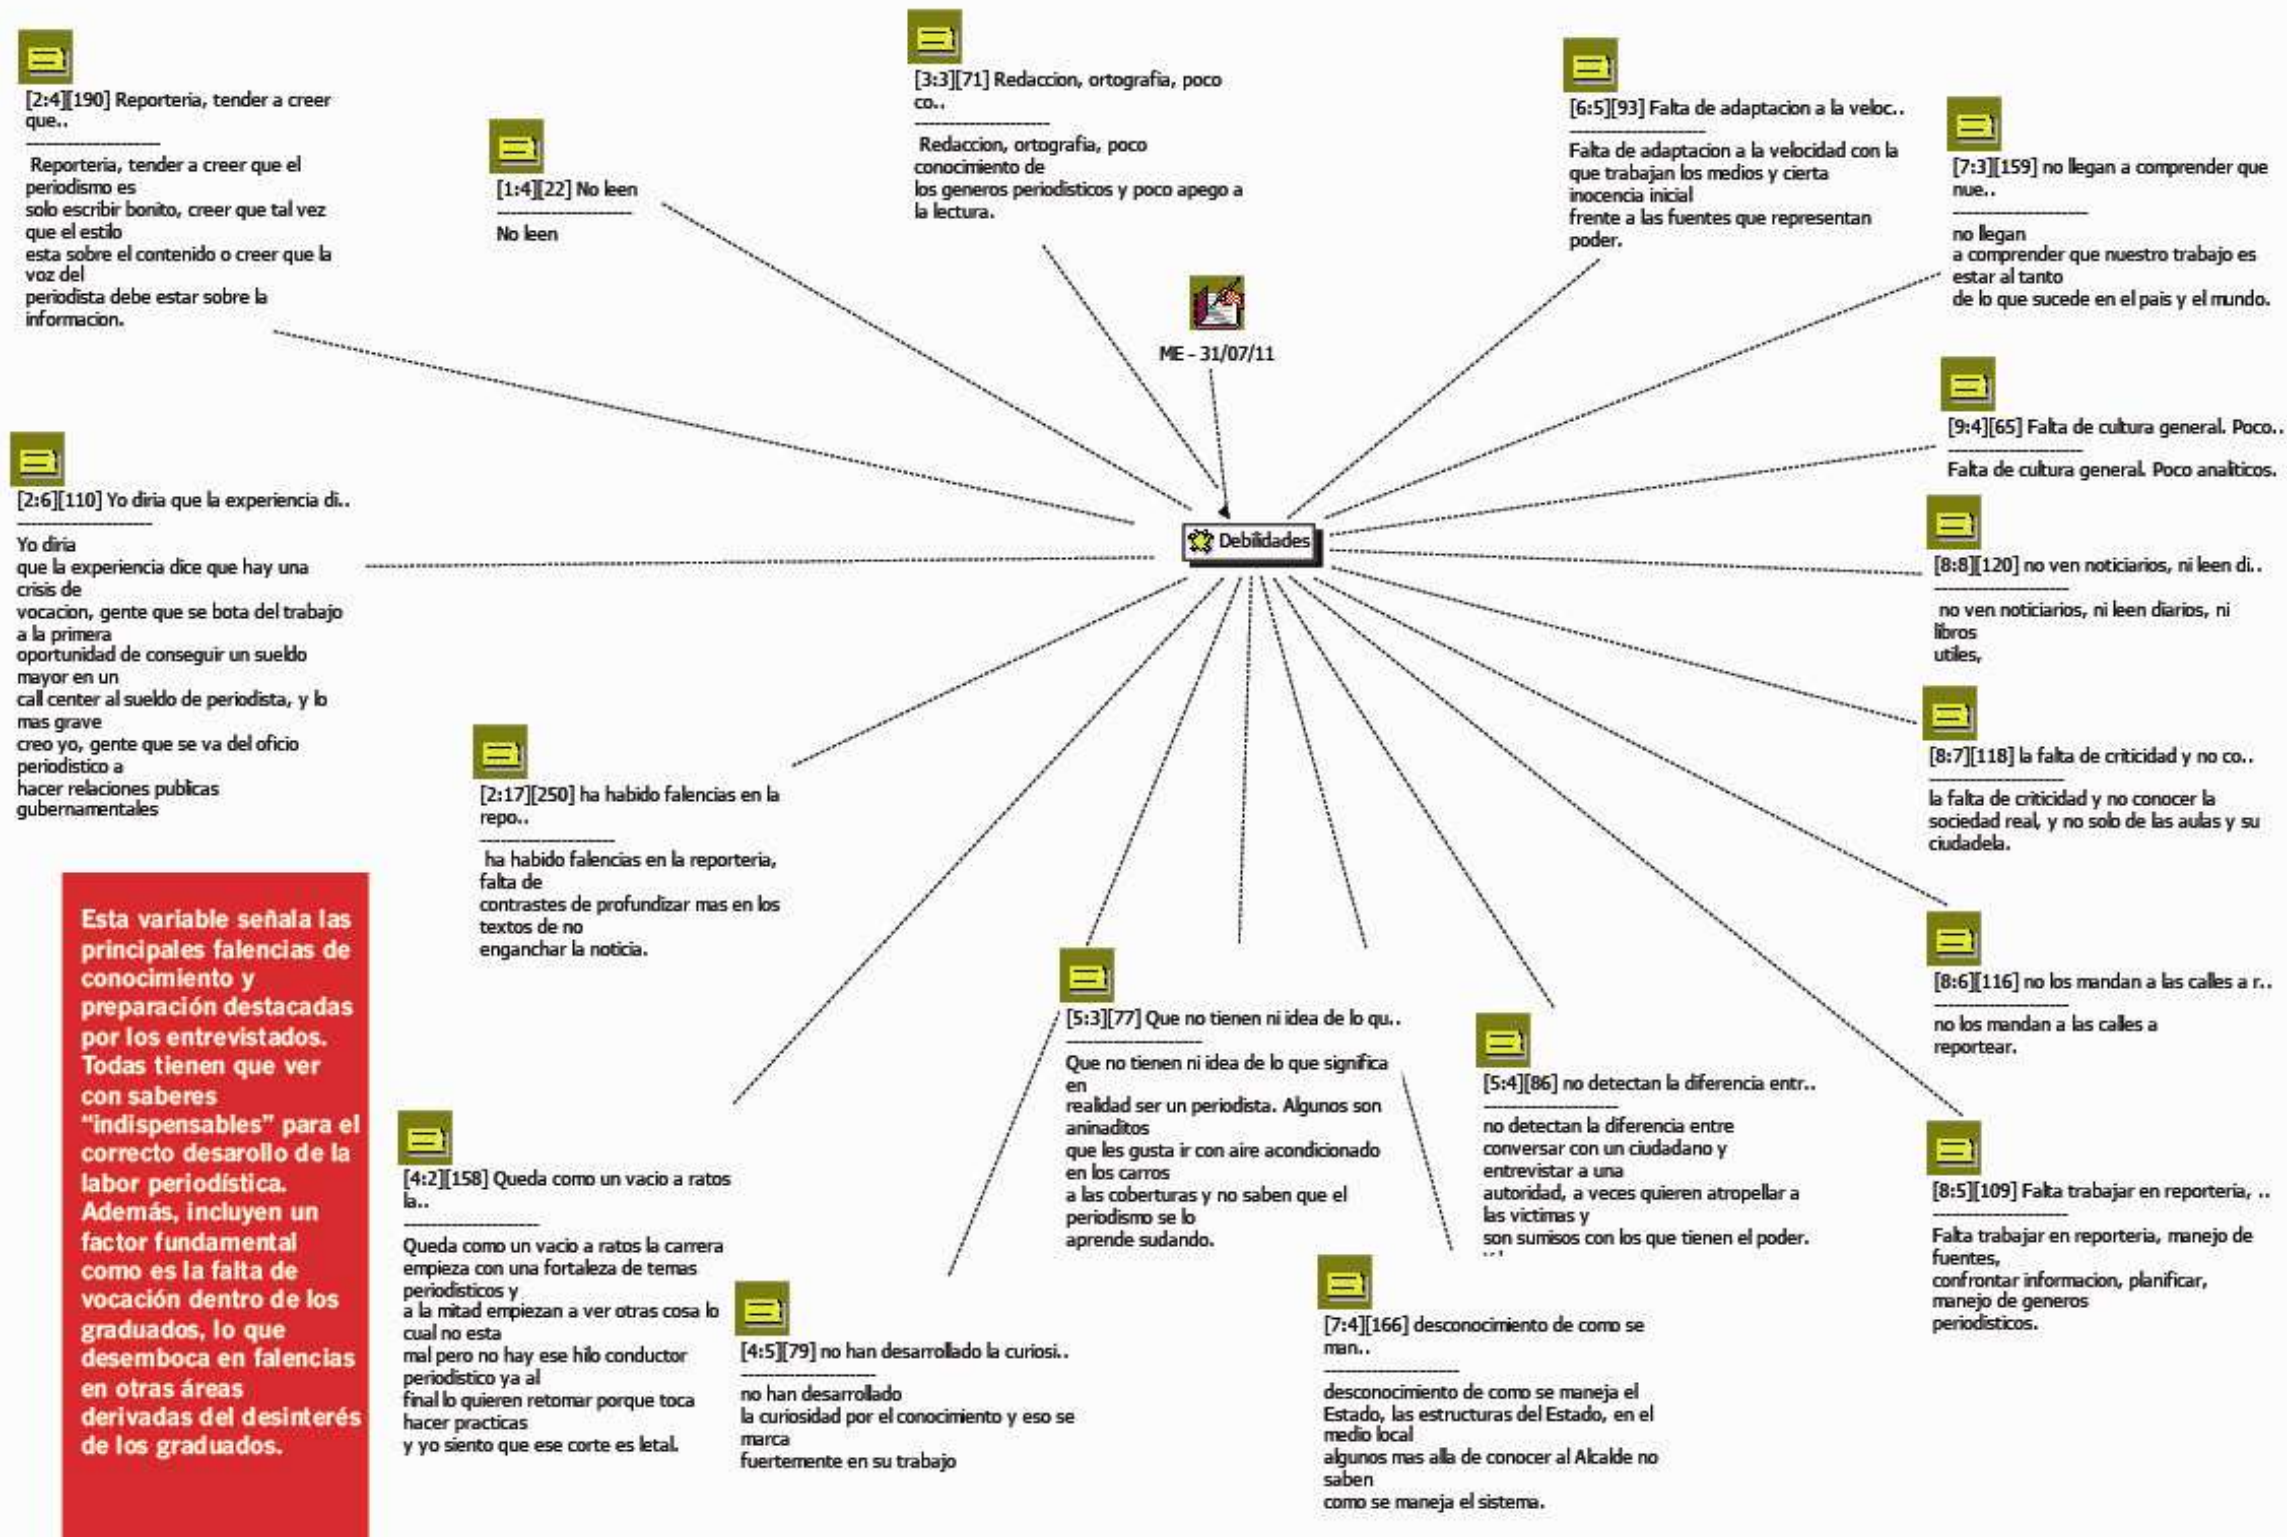 [2:4][190] Reporteria, tender a creer
que..
--------------------
Reporteria, tender a creer que el
periodismo es
solo escribir bonito, creer que tal vez
que el estilo
esta sobre el contenido o creer que la
voz del
periodista debe estar sobre la
informacion.
[1:4][22] No leen
--------------------
No leen
[3:3][71] Redaccion, ortografia, poco
co..
--------------------
Redaccion, ortografia, poco
conocimiento de
los generos periodisticos y poco apego a
la lectura.
ME - 31/07/11
[6:5][93] Falta de adaptacion a la veloc..
--------------------
Falta de adaptacion a la velocidad con la
que trabajan los medios y cierta
inocencia inicial
frente a las fuentes que representan
poder.
[7:3][159] no llegan a comprender que
nue..
--------------------
no llegan
a comprender que nuestro trabajo es
estar al tanto
de lo que sucede en el pais y el mundo.
[9:4][65] Falta de cultura general. Poco..
--------------------
Falta de cultura general. Poco analiticos.
Debilidades
[2:6][110] Yo diria que la experiencia di..
--------------------
Yo diria
que la experiencia dice que hay una
crisis de
vocacion, gente que se bota del trabajo
a la primera
oportunidad de conseguir un sueldo
mayor en un
call center al sueldo de periodista, y lo
mas grave
creo yo, gente que se va del oficio
periodistico a
hacer relaciones publicas
gubernamentales
[8:8][120] no ven noticiarios, ni leen di..
--------------------
no ven noticiarios, ni leen diarios, ni
libros
utiles,
[8:7][118] la falta de criticidad y no co..
--------------------
la falta de criticidad y no conocer la
sociedad real, y no solo de las aulas y su
ciudadela.
[2:17][250] ha habido falencias en la
repo..
--------------------
ha habido falencias en la reporteria,
falta de
contrastes de profundizar mas en los
textos de no
enganchar la noticia.
[8:6][116] no los mandan a las calles a r..
--------------------
no los mandan a las calles a
reportear.
Esta variable señala las
principales falencias de
conocimiento y
preparación destacadas
por los entrevistados.
Todas tienen que ver
con saberes
“indispensables” para el
correcto desarollo de la
labor periodística.
Además, incluyen un
factor fundamental
como es la falta de
vocación dentro de los
graduados, lo que
desemboca en falencias
en otras áreas
derivadas del desinterés
de los graduados.
[5:3][77] Que no tienen ni idea de lo qu..
--------------------
Que no tienen ni idea de lo que significa
en
realidad ser un periodista. Algunos son
aninaditos
que les gusta ir con aire acondicionado
en los carros
a las coberturas y no saben que el
periodismo se lo
aprende sudando.
[5:4][86] no detectan la diferencia entr..
--------------------
no detectan la diferencia entre
conversar con un ciudadano y
entrevistar a una
autoridad, a veces quieren atropellar a
las victimas y
son sumisos con los que tienen el poder.
[4:2][158] Queda como un vacio a ratos
la..
--------------------
Queda como un vacio a ratos la carrera
empieza con una fortaleza de temas
periodisticos y
a la mitad empiezan a ver otras cosa lo
cual no esta
mal pero no hay ese hilo conductor
periodistico ya al
final lo quieren retomar porque toca
hacer practicas
y yo siento que ese corte es letal.
[4:5][79] no han desarrollado la curiosi..
--------------------
no han desarrollado
la curiosidad por el conocimiento y eso se
marca
fuertemente en su trabajo
[7:4][166] desconocimiento de como se
man..
--------------------
desconocimiento de como se maneja el
Estado, las estructuras del Estado, en el
medio local
algunos mas alla de conocer al Alcalde no
saben
como se maneja el sistema.
[8:5][109] Falta trabajar en reporteria, ..
--------------------
Falta trabajar en reporteria, manejo de
fuentes,
confrontar informacion, planificar,
manejo de generos
periodisticos.